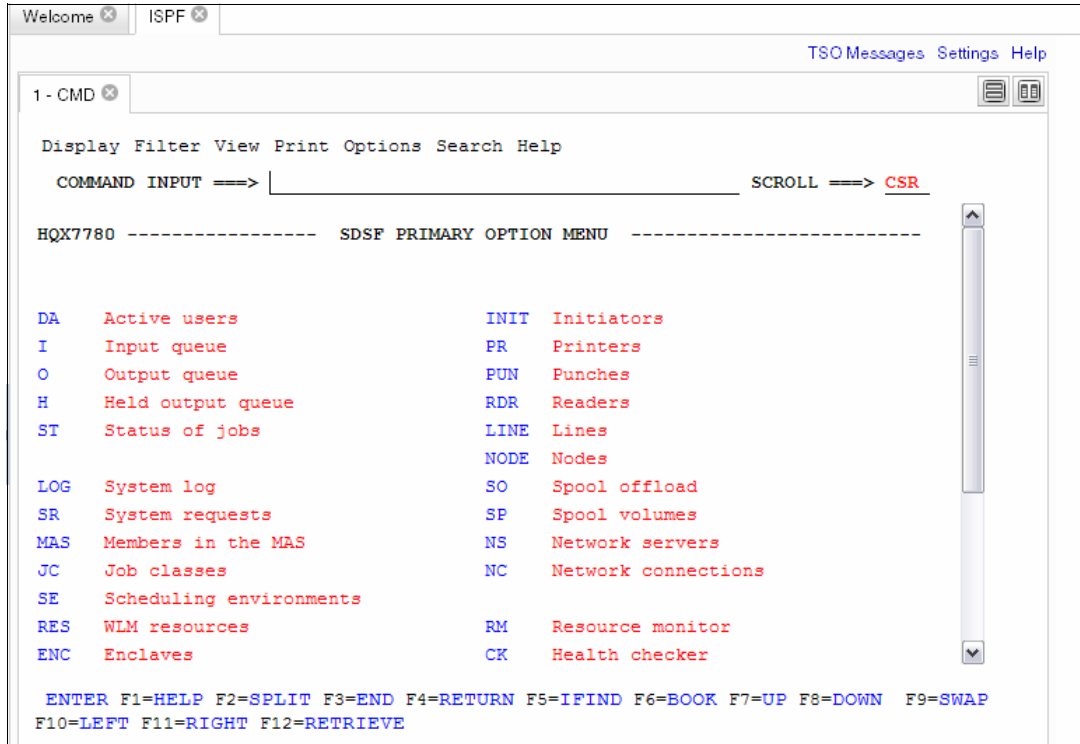 Welcome ISPF
TSO Messages Settings Help
1 - CMD
Display Filter View Print Options Search Help
COMMAND INPUT ===> SCROLL ===> CSR
HQX7780 ----------------- SDSF PRIMARY OPTION MENU --------------------------
DA Active users INIT Initiators
I Input queue PR Printers
O Output queue PUN Punches
H Held output queue RDR Readers
ST Status of jobs LINE Lines
NODE Nodes
LOG System log SO Spool offload
SR System requests SP Spool volumes
MAS Members in the MAS NS Network servers
JC Job classes NC Network connections
SE Scheduling environments
RES WLM resources RM Resource monitor
ENC Enclaves CK Health checker
ENTER F1=HELP F2=SPLIT F3=END F4=RETURN F5=IFIND F6=BOOK F7=UP F8=DOWN F9=SWAP
F10=LEFT F11=RIGHT F12=RETRIEVE